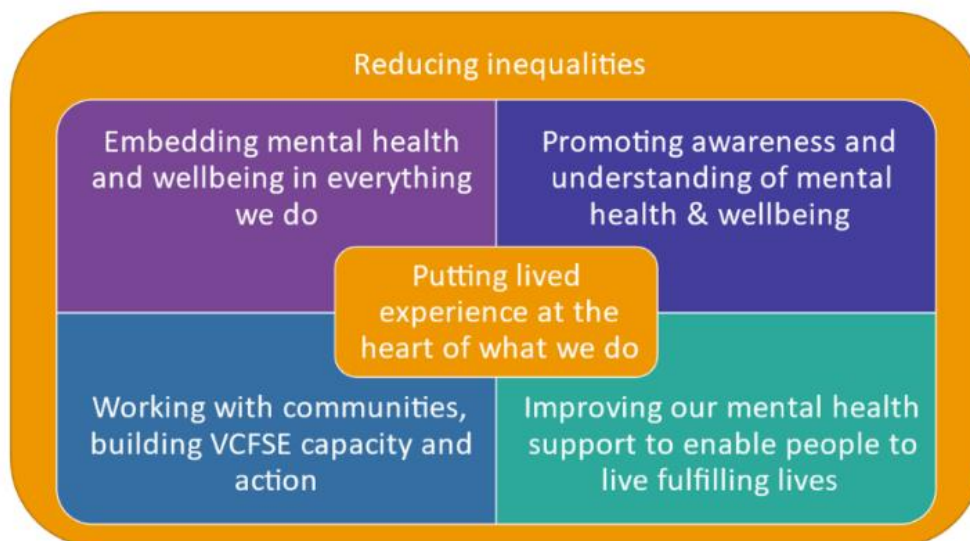 Reducing inequalities
Embedding mental health
and wellbeing in everything
we do
Promoting awareness and
understanding of mental
health & wellbeing
Putting lived
experience at the
heart of what we do
Working with communities,
building VCFSE capacity and
action
Improving our mental health
support to enable people to
live fulfilling lives